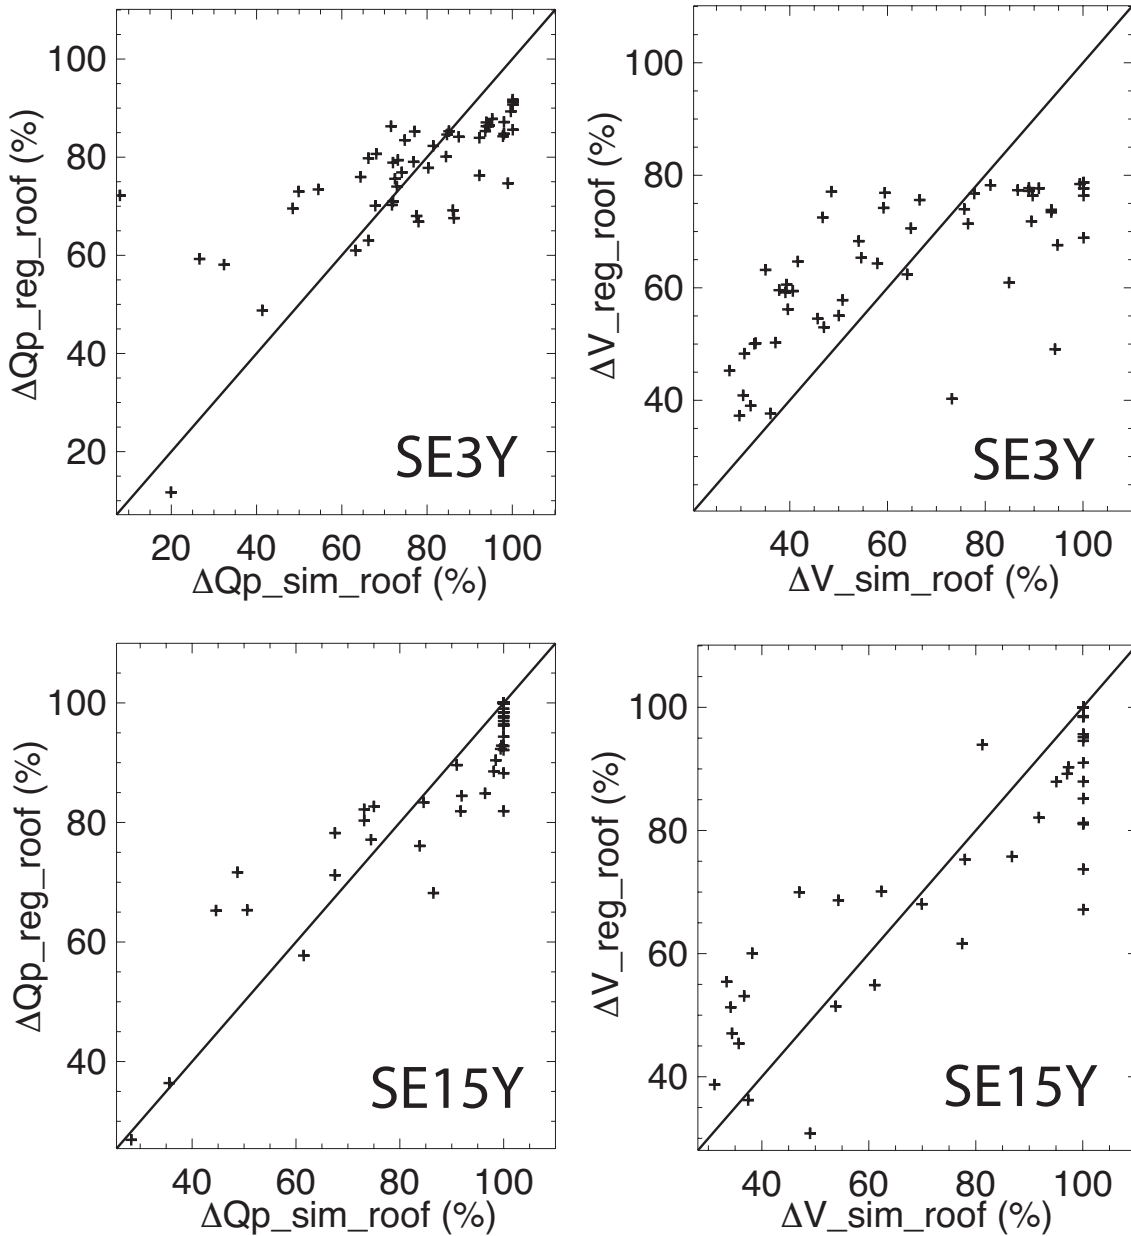 100
80
60
40
20
ΔQp_reg_roof (%)
SE3Y
20 40 60 80 100
ΔQp_sim_roof (%)
100
80
60
40
ΔV_reg_roof (%)
SE3Y
40 60 80 100
ΔV_sim_roof (%)
100
80
60
40
ΔQp_reg_roof (%)
SE15Y
40 60 80 100
ΔQp_sim_roof (%)
100
80
60
40
ΔV_reg_roof (%)
SE15Y
40 60 80 100
ΔV_sim_roof (%)